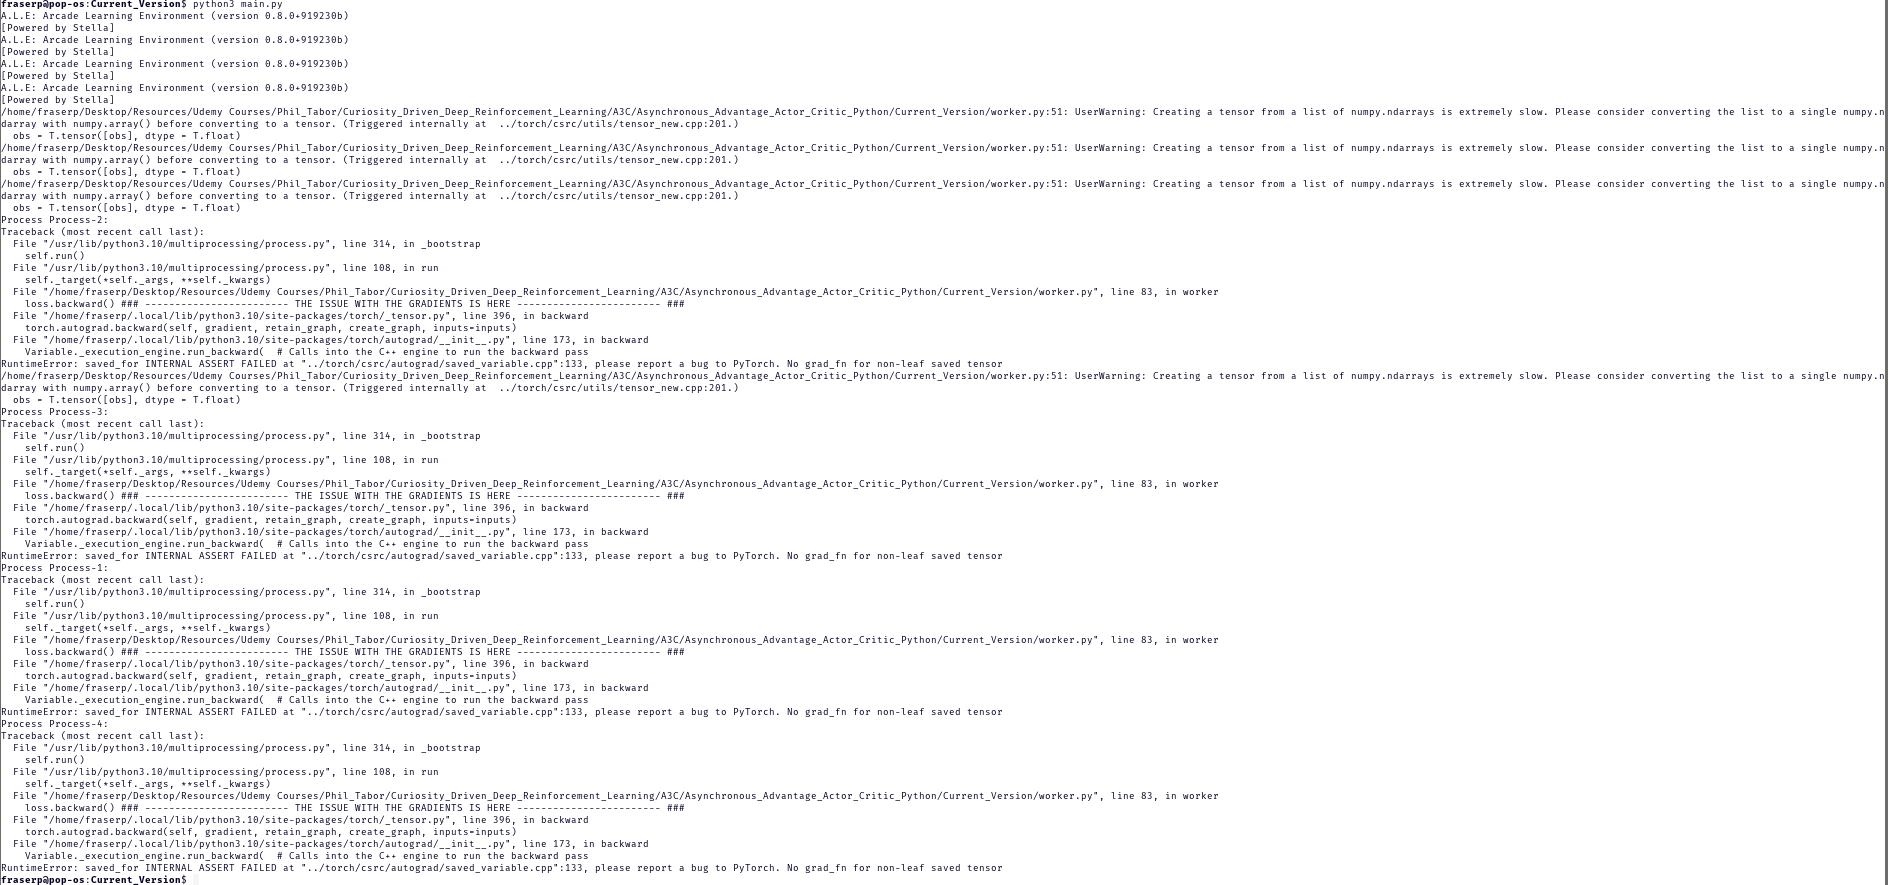 fraserp@pop-os:Current_Version$ python3 main.py
A.L.E: Arcade Learning Environment (version 0.8.0+919230b)
[Powered by Stella]
A.L.E: Arcade Learning Environment (version 0.8.0+919230b)
[Powered by Stella]
A.L.E: Arcade Learning Environment (version 0.8.0+919230b)
[Powered by Stella]
A.L.E: Arcade Learning Environment (version 0.8.0+919230b)
[Powered by Stella]
/home/fraserp/Desktop/Resources/Udemy Courses/Phil_Tabor/Curiosity_Driven_Deep_Reinforcement_Learning/A3C/Asynchronous_Advantage_Actor_Critic_Python/Current_Version/worker.py:51: UserWarning: Creating a tensor from a list of numpy.ndarrays is extremely slow. Please consider converting the list to a single numpy.n
darray with numpy.array() before converting to a tensor. (Triggered internally at  ../torch/csrc/utils/tensor_new.cpp:201.)
  obs = T.tensor([obs], dtype = T.float)
/home/fraserp/Desktop/Resources/Udemy Courses/Phil_Tabor/Curiosity_Driven_Deep_Reinforcement_Learning/A3C/Asynchronous_Advantage_Actor_Critic_Python/Current_Version/worker.py:51: UserWarning: Creating a tensor from a list of numpy.ndarrays is extremely slow. Please consider converting the list to a single numpy.n
darray with numpy.array() before converting to a tensor. (Triggered internally at  ../torch/csrc/utils/tensor_new.cpp:201.)
  obs = T.tensor([obs], dtype = T.float)
/home/fraserp/Desktop/Resources/Udemy Courses/Phil_Tabor/Curiosity_Driven_Deep_Reinforcement_Learning/A3C/Asynchronous_Advantage_Actor_Critic_Python/Current_Version/worker.py:51: UserWarning: Creating a tensor from a list of numpy.ndarrays is extremely slow. Please consider converting the list to a single numpy.n
darray with numpy.array() before converting to a tensor. (Triggered internally at  ../torch/csrc/utils/tensor_new.cpp:201.)
  obs = T.tensor([obs], dtype = T.float)
Process Process-2:
Traceback (most recent call last):
  File "/usr/lib/python3.10/multiprocessing/process.py", line 314, in _bootstrap
    self.run()
  File "/usr/lib/python3.10/multiprocessing/process.py", line 108, in run
    self._target(*self._args, **self._kwargs)
  File "/home/fraserp/Desktop/Resources/Udemy Courses/Phil_Tabor/Curiosity_Driven_Deep_Reinforcement_Learning/A3C/Asynchronous_Advantage_Actor_Critic_Python/Current_Version/worker.py", line 83, in worker
    loss.backward() ### ------------------------ THE ISSUE WITH THE GRADIENTS IS HERE ------------------------ ###
  File "/home/fraserp/.local/lib/python3.10/site-packages/torch/_tensor.py", line 396, in backward
    torch.autograd.backward(self, gradient, retain_graph, create_graph, inputs=inputs)
  File "/home/fraserp/.local/lib/python3.10/site-packages/torch/autograd/__init__.py", line 173, in backward
    Variable._execution_engine.run_backward(  # Calls into the C++ engine to run the backward pass
RuntimeError: saved_for INTERNAL ASSERT FAILED at "../torch/csrc/autograd/saved_variable.cpp":133, please report a bug to PyTorch. No grad_fn for non-leaf saved tensor
/home/fraserp/Desktop/Resources/Udemy Courses/Phil_Tabor/Curiosity_Driven_Deep_Reinforcement_Learning/A3C/Asynchronous_Advantage_Actor_Critic_Python/Current_Version/worker.py:51: UserWarning: Creating a tensor from a list of numpy.ndarrays is extremely slow. Please consider converting the list to a single numpy.n
darray with numpy.array() before converting to a tensor. (Triggered internally at  ../torch/csrc/utils/tensor_new.cpp:201.)
  obs = T.tensor([obs], dtype = T.float)
Process Process-3:
Traceback (most recent call last):
  File "/usr/lib/python3.10/multiprocessing/process.py", line 314, in _bootstrap
    self.run()
  File "/usr/lib/python3.10/multiprocessing/process.py", line 108, in run
    self._target(*self._args, **self._kwargs)
  File "/home/fraserp/Desktop/Resources/Udemy Courses/Phil_Tabor/Curiosity_Driven_Deep_Reinforcement_Learning/A3C/Asynchronous_Advantage_Actor_Critic_Python/Current_Version/worker.py", line 83, in worker
    loss.backward() ### ------------------------ THE ISSUE WITH THE GRADIENTS IS HERE ------------------------ ###
  File "/home/fraserp/.local/lib/python3.10/site-packages/torch/_tensor.py", line 396, in backward
    torch.autograd.backward(self, gradient, retain_graph, create_graph, inputs=inputs)
  File "/home/fraserp/.local/lib/python3.10/site-packages/torch/autograd/__init__.py", line 173, in backward
    Variable._execution_engine.run_backward(  # Calls into the C++ engine to run the backward pass
RuntimeError: saved_for INTERNAL ASSERT FAILED at "../torch/csrc/autograd/saved_variable.cpp":133, please report a bug to PyTorch. No grad_fn for non-leaf saved tensor
Process Process-1:
Traceback (most recent call last):
  File "/usr/lib/python3.10/multiprocessing/process.py", line 314, in _bootstrap
    self.run()
  File "/usr/lib/python3.10/multiprocessing/process.py", line 108, in run
    self._target(*self._args, **self._kwargs)
  File "/home/fraserp/Desktop/Resources/Udemy Courses/Phil_Tabor/Curiosity_Driven_Deep_Reinforcement_Learning/A3C/Asynchronous_Advantage_Actor_Critic_Python/Current_Version/worker.py", line 83, in worker
    loss.backward() ### ------------------------ THE ISSUE WITH THE GRADIENTS IS HERE ------------------------ ###
  File "/home/fraserp/.local/lib/python3.10/site-packages/torch/_tensor.py", line 396, in backward
    torch.autograd.backward(self, gradient, retain_graph, create_graph, inputs=inputs)
  File "/home/fraserp/.local/lib/python3.10/site-packages/torch/autograd/__init__.py", line 173, in backward
    Variable._execution_engine.run_backward(  # Calls into the C++ engine to run the backward pass
RuntimeError: saved_for INTERNAL ASSERT FAILED at "../torch/csrc/autograd/saved_variable.cpp":133, please report a bug to PyTorch. No grad_fn for non-leaf saved tensor
Process Process-4:
Traceback (most recent call last):
  File "/usr/lib/python3.10/multiprocessing/process.py", line 314, in _bootstrap
    self.run()
  File "/usr/lib/python3.10/multiprocessing/process.py", line 108, in run
    self._target(*self._args, **self._kwargs)
  File "/home/fraserp/Desktop/Resources/Udemy Courses/Phil_Tabor/Curiosity_Driven_Deep_Reinforcement_Learning/A3C/Asynchronous_Advantage_Actor_Critic_Python/Current_Version/worker.py", line 83, in worker
    loss.backward() ### ------------------------ THE ISSUE WITH THE GRADIENTS IS HERE ------------------------ ###
  File "/home/fraserp/.local/lib/python3.10/site-packages/torch/_tensor.py", line 396, in backward
    torch.autograd.backward(self, gradient, retain_graph, create_graph, inputs=inputs)
  File "/home/fraserp/.local/lib/python3.10/site-packages/torch/autograd/__init__.py", line 173, in backward
    Variable._execution_engine.run_backward(  # Calls into the C++ engine to run the backward pass
RuntimeError: saved_for INTERNAL ASSERT FAILED at "../torch/csrc/autograd/saved_variable.cpp":133, please report a bug to PyTorch. No grad_fn for non-leaf saved tensor
fraserp@pop-os:Current_Version$